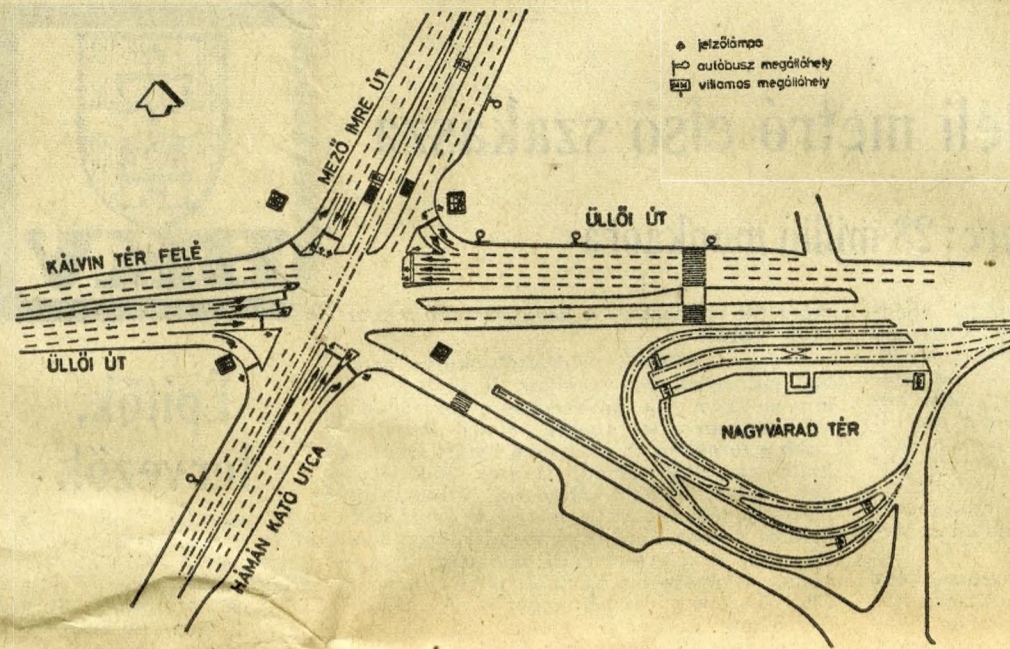 jelzőlámpa
autóbusz megállóhely
villamos megállóhely
MEZŐ IMRE ÚT
ÜLLŐI ÚT
KÁLVIN TÉR FELÉ
ÜLLŐI ÚT
NAGYVÁRAD TÉR
HÁMÁN KATÓ UTCA